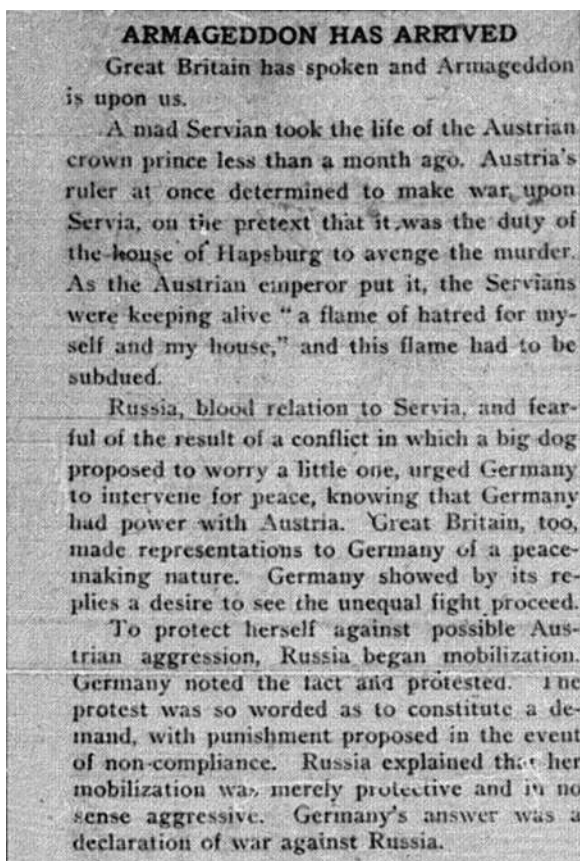 ARMAGEDDON HAS ARRIVED
Great Britain has spoken and Armageddon
is upon us.
A mad Servian took the life of the Austrian
crown prince less than a month ago. Austria's
ruler at once determined to make war upon
Servia, on the pretext that it was the duty of
the house of Hapsburg to avenge the murder.
As the Austrian emperor put it, the Servians
were keeping alive "a flame of hatred for my-
self and my house," and this flame had to be
subdued.
Russia, blood relation to Servia, and fear-
ful of the result of a conflict in which a big dog
proposed to worry a little one, urged Germany
to intervene for peace, knowing that Germany
had power with Austria. Great Britain, too,
made representations to Germany of a peace-
making nature. Germany showed by its re-
plies a desire to see the unequal fight proceed.
To protect herself against possible Aus-
trian aggression, Russia began mobilization.
Germany noted the fact and protested. The
protest was so worded as to constitute a de-
mand, with punishment proposed in the event
of non-compliance. Russia explained that her
mobilization was merely protective and in no
sense aggressive. Germany's answer was a
declaration of war against Russia.